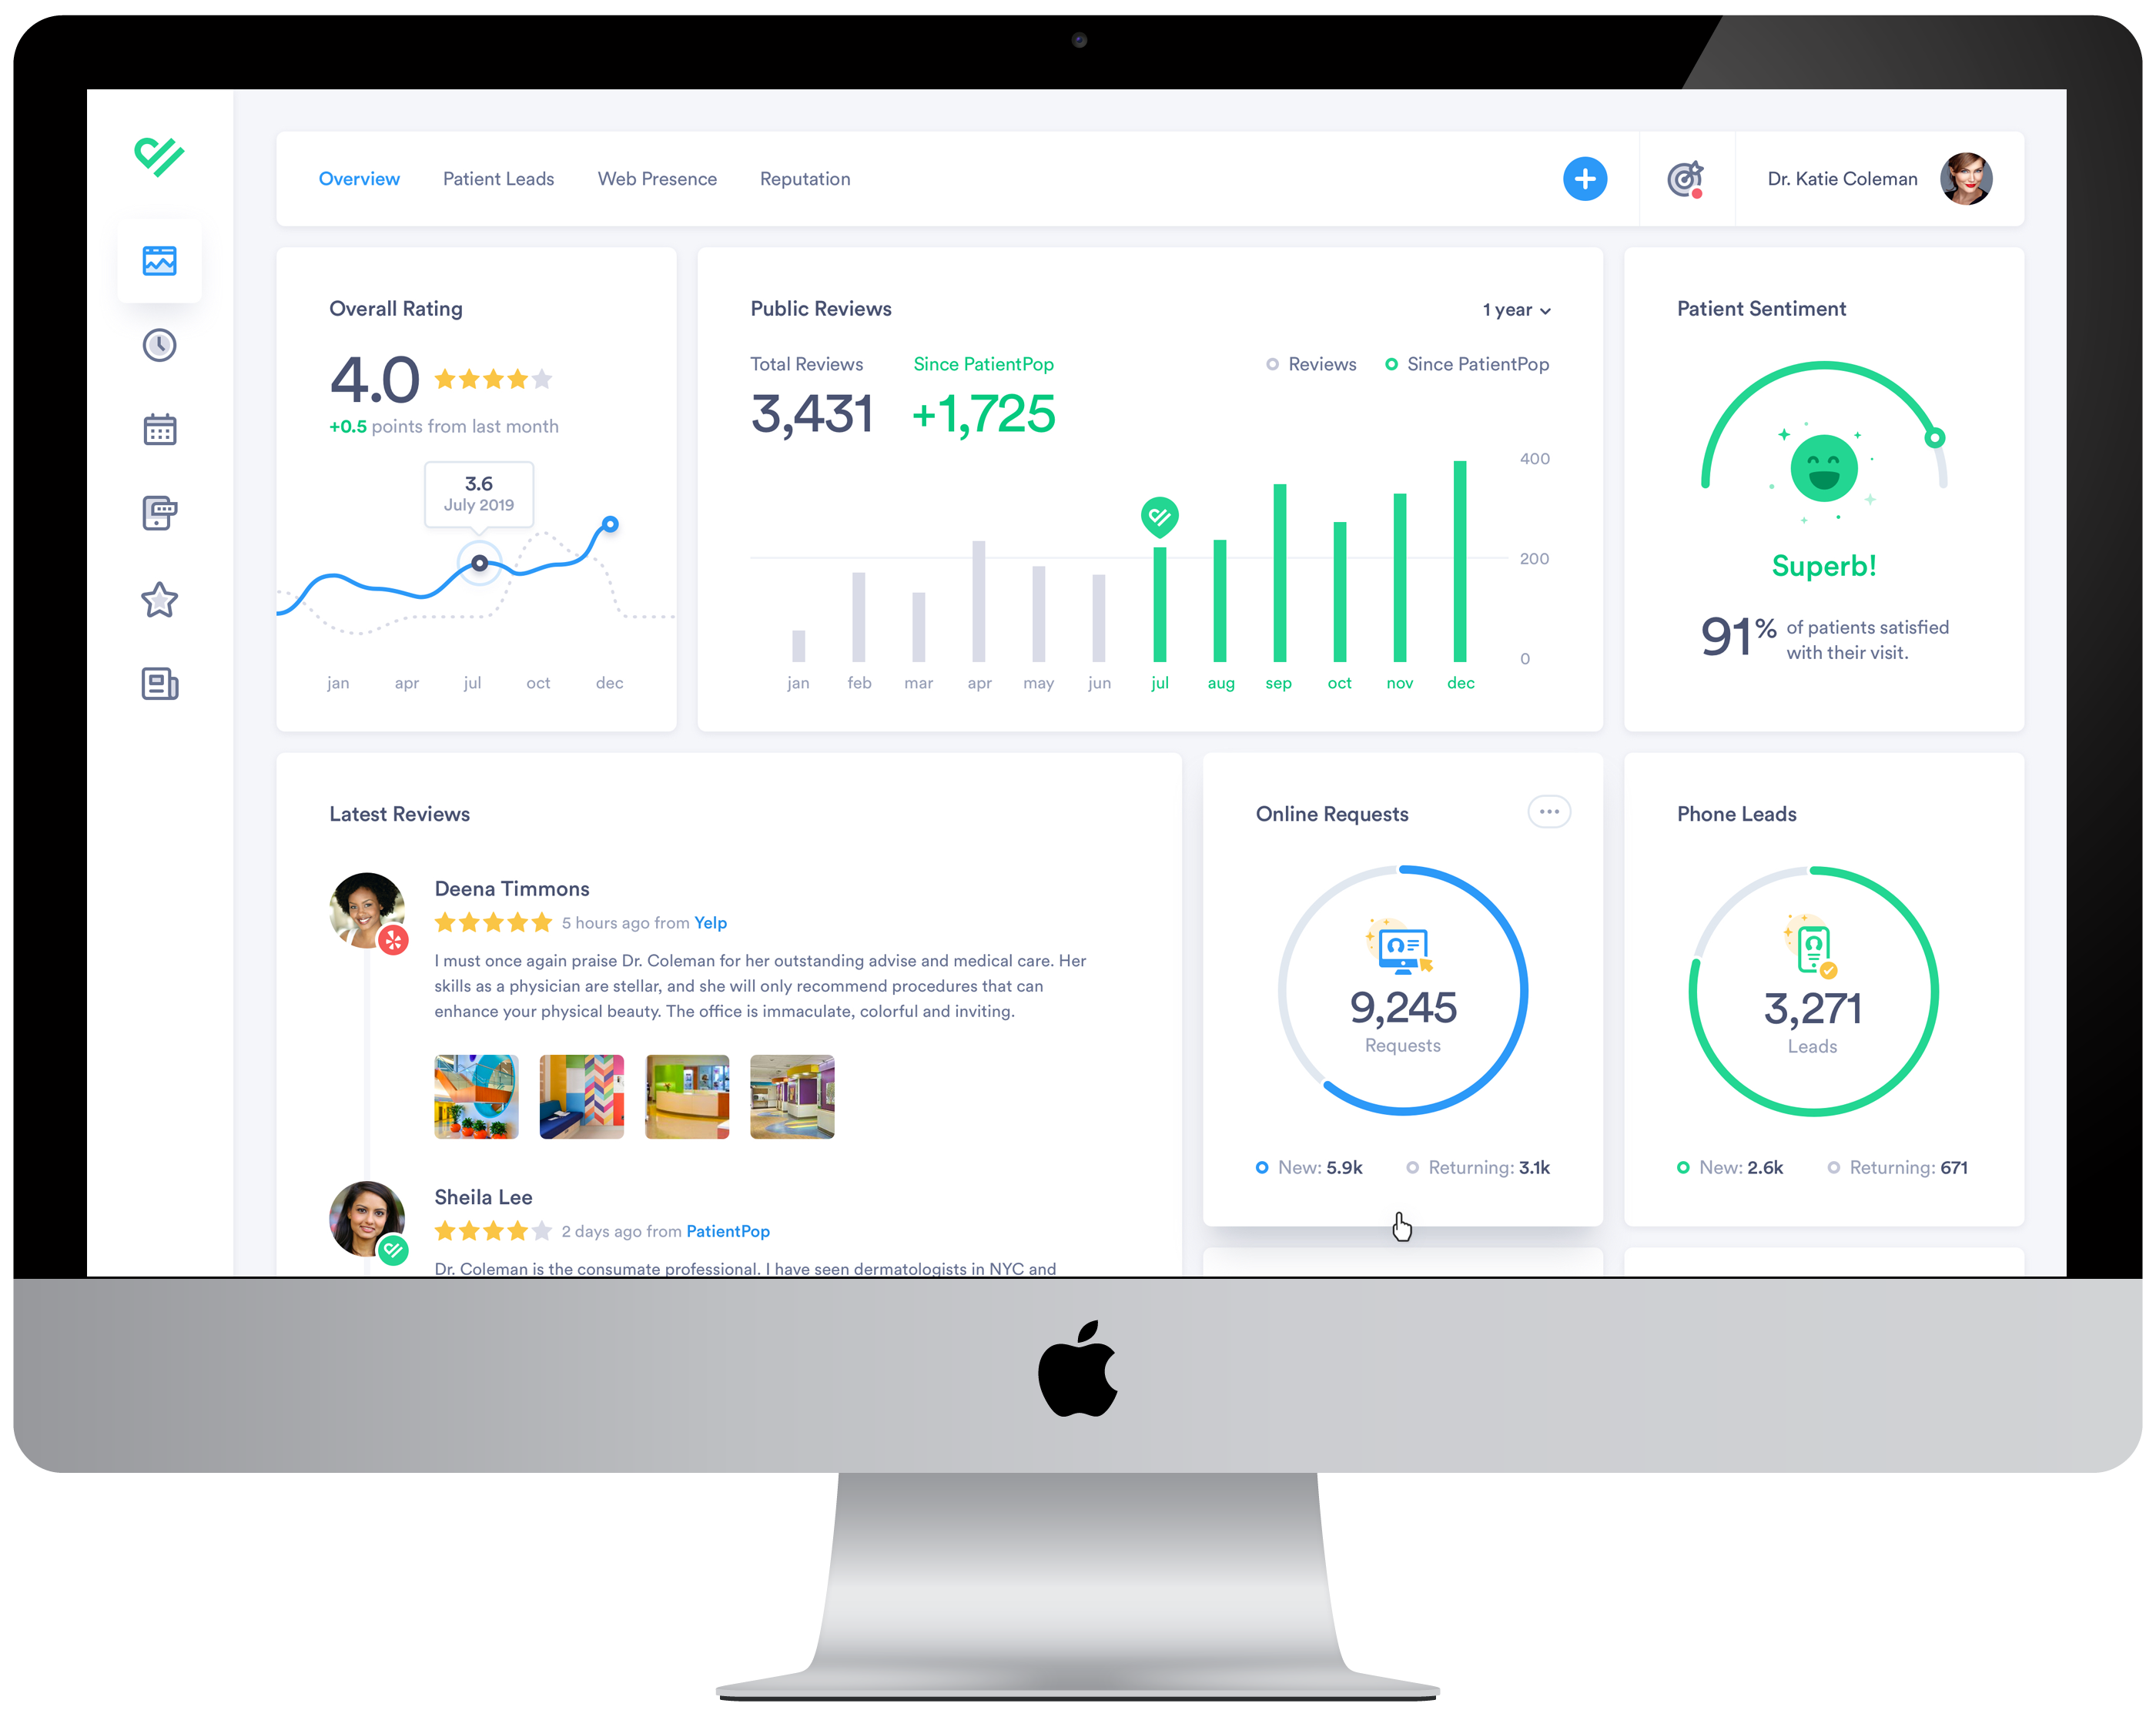 Overview Patient Leads Web Presence Reputation
Dr. Katie Coleman
Overall Rating
4.0
+0.5 points from last month
3.6
July 2019
jan apr jul oct dec
Public Reviews
1 year
Total Reviews Since PatientPop
3,431 +1,725
Reviews Since PatientPop
400
200
0
jan feb mar apr may jun jul aug sep oct nov dec
Patient Sentiment
Superb!
91% of patients satisfied
with their visit.
Latest Reviews
Deena Timmons
5 hours ago from Yelp
I must once again praise Dr. Coleman for her outstanding advise and medical care. Her
skills as a physician are stellar, and she will only recommend procedures that can
enhance your physical beauty. The office is immaculate, colorful and inviting.
Sheila Lee
2 days ago from PatientPop
Dr. Coleman is the consumate professional. I have seen dermatologists in NYC and
Online Requests
9,245
Requests
New: 5.9k Returning: 3.1k
Phone Leads
3,271
Leads
New: 2.6k Returning: 671